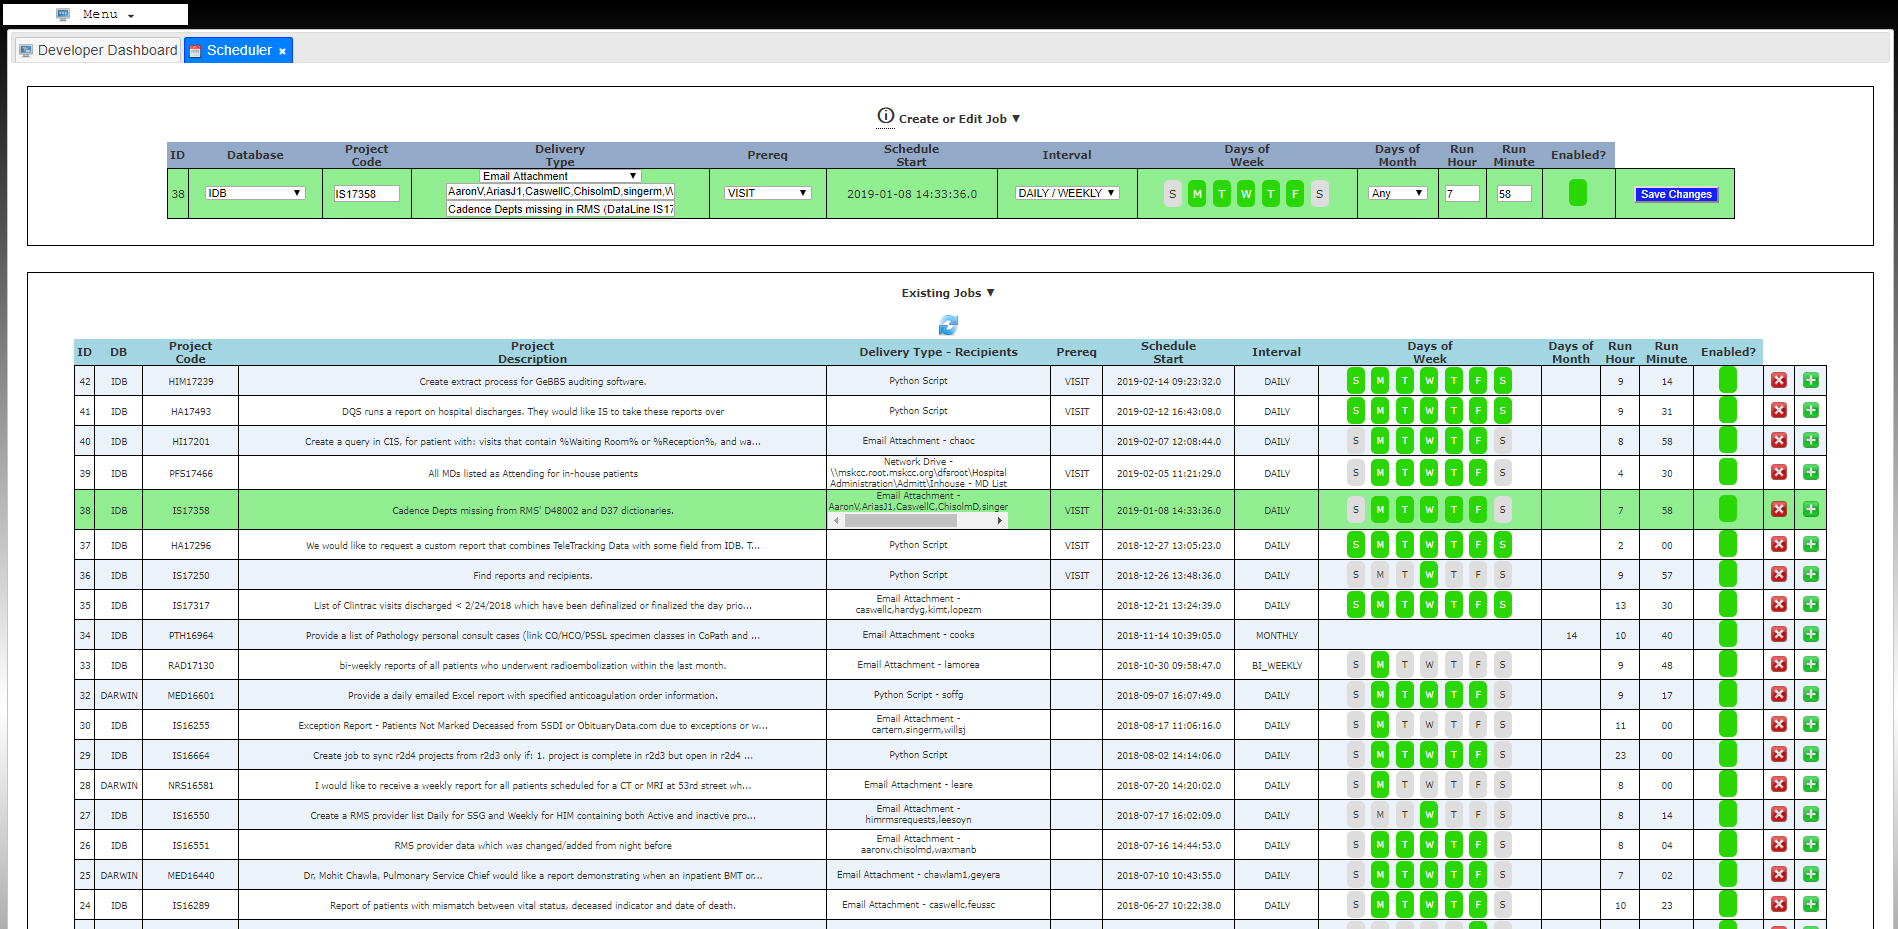 Menu
Developer Dashboard Scheduler ×
Create or Edit Job ▼
ID Database Project Code Delivery Type Prereq Schedule Start Interval Days of Week Days of Month Run Hour Run Minute Enabled?
38 IDB IS17358 Email Attachment VISIT 2019-01-08 14:33:36.0 DAILY / WEEKLY S M T W T F S Any 7 58 Save Changes
AaronV,AriasJ1,CaswellC,ChisolmD,singerm,W
Cadence Depts missing in RMS (DataLine IS17
Existing Jobs ▼
ID DB Project Code Project Description Delivery Type - Recipients Prereq Schedule Start Interval Days of Week Days of Month Run Hour Run Minute Enabled?
42 IDB HIM17239 Create extract process for GeBBS auditing software. Python Script VISIT 2019-02-14 09:23:32.0 DAILY S M T W T F S 9 14
41 IDB HA17493 DQS runs a report on hospital discharges. They would like IS to take these reports over Python Script VISIT 2019-02-12 16:43:08.0 DAILY S M T W T F S 9 31
40 IDB HI17201 Create a query in CIS, for patient with: visits that contain %Waiting Room% or %Reception%, and wa... Email Attachment - chaoc 2019-02-07 12:08:44.0 DAILY S M T W T F S 8 58
39 IDB PFS17466 All MDs listed as Attending for in-house patients Network Drive - \\mskcc.root.mskcc.org\dfsroot\Hospital Administration\Admitt\Inhouse - MD List VISIT 2019-02-05 11:21:29.0 DAILY S M T W T F S 4 30
38 IDB IS17358 Cadence Depts missing from RMS' D48002 and D37 dictionaries. Email Attachment - AaronV,AriasJ1,CaswellC,ChisolmD,singer VISIT 2019-01-08 14:33:36.0 DAILY S M T W T F S 7 58
37 IDB HA17296 We would like to request a custom report that combines TeleTracking Data with some field from IDB. T... Python Script VISIT 2018-12-27 13:05:23.0 DAILY S M T W T F S 2 00
36 IDB IS17250 Find reports and recipients. Python Script VISIT 2018-12-26 13:48:36.0 DAILY S M T W T F S 9 57
35 IDB IS17317 List of Clintrac visits discharged < 2/24/2018 which have been definalized or finalized the day prio... Email Attachment - caswellc,hardyg,kimt,lopezm 2018-12-21 13:24:39.0 DAILY S M T W T F S 13 30
34 IDB PTH16964 Provide a list of Pathology personal consult cases (link CO/HCO/PSSL specimen classes in CoPath and ... Email Attachment - cooks 2018-11-14 10:39:05.0 MONTHLY 14 10 40
33 IDB RAD17130 bi-weekly reports of all patients who underwent radioembolization within the last month. Email Attachment - lamorea 2018-10-30 09:58:47.0 BI_WEEKLY S M T W T F S 9 48
32 DARWIN MED16601 Provide a daily emailed Excel report with specified anticoagulation order information. Python Script - soffg 2018-09-07 16:07:49.0 DAILY S M T W T F S 9 17
30 IDB IS16255 Exception Report - Patients Not Marked Deceased from SSDI or ObituaryData.com due to exceptions or w... Email Attachment - cartern,singerm,willsj 2018-08-17 11:06:16.0 DAILY S M T W T F S 11 00
29 IDB IS16664 Create job to sync r2d4 projects from r2d3 only if: 1. project is complete in r2d3 but open in r2d4 ... Python Script 2018-08-02 14:14:06.0 DAILY S M T W T F S 23 00
28 DARWIN NRS16581 I would like to receive a weekly report for all patients scheduled for a CT or MRI at 53rd street wh... Email Attachment - leare 2018-07-20 14:20:02.0 DAILY S M T W T F S 8 00
27 IDB IS16550 Create a RMS provider list Daily for SSG and Weekly for HIM containing both Active and inactive pro... Email Attachment - himrmsrequests,leesoyn 2018-07-17 16:02:09.0 DAILY S M T W T F S 8 14
26 IDB IS16551 RMS provider data which was changed/added from night before Email Attachment - aaronv,chisolmd,waxmanb 2018-07-16 14:44:53.0 DAILY S M T W T F S 8 04
25 DARWIN MED16440 Dr, Mohit Chawla, Pulmonary Service Chief would like a report demonstrating when an inpatient BMT or... Email Attachment - chawlam1,geyera 2018-07-10 10:43:55.0 DAILY S M T W T F S 7 02
24 IDB IS16289 Report of patients with mismatch between vital status, deceased indicator and date of death. Email Attachment - caswellc,feussc 2018-06-27 10:22:38.0 DAILY S M T W T F S 10 23